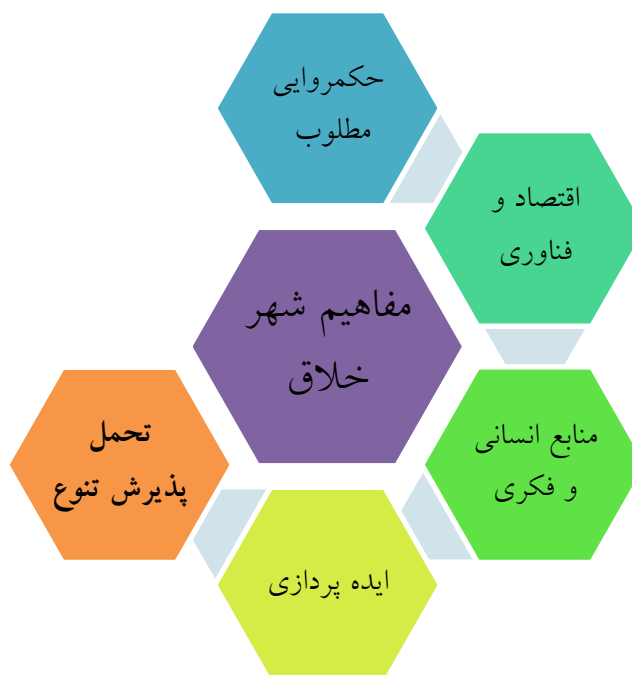 حکمروایی
مطلوب
اقتصاد و
فناوری
مفاهیم شهر
خلاق
منابع انسانی
و فکری
تحمل
پذیرش تنوع
ایده پردازی